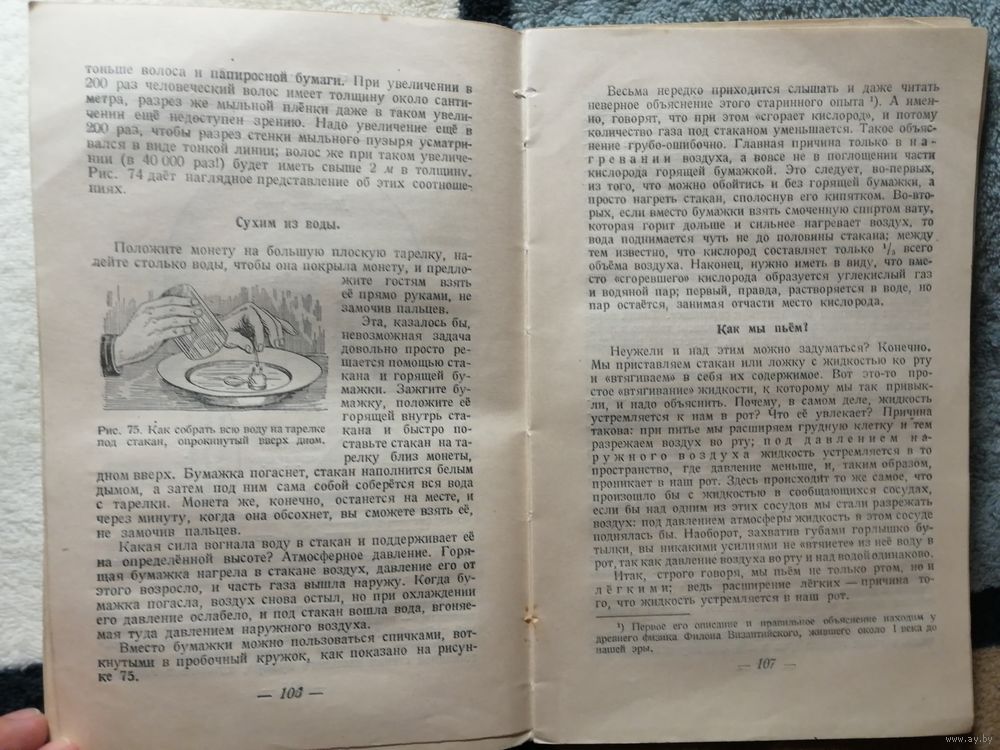 тоньше волоса и папиросной бумаги. При увеличении в
200 раз человеческий волос имеет толщину около санти-
метра, разрез же мыльной плёнки даже в таком увели-
чении ещё недоступен зрению. Надо увеличение ещё в
200 раз, чтобы разрез стенки мыльного пузыря усматри-
вался в виде тонкой линии; волос же при таком увеличе-
нии (в 40 000 раз!) будет иметь свыше 2 м в толщину.
Рис. 74 даёт наглядное представление об этих соотноше-
ниях.
Сухим из воды.
Положите монету на большую плоскую тарелку, на-
лейте столько воды, чтобы она покрыла монету, и предло-
жите гостям взять
её прямо руками, не
замочив пальцев.
Эта, казалось бы,
невозможная задача
довольно просто ре-
шается помощью ста-
кана и горящей бу-
мажки. Зажгите бу-
мажку, положите её
горящей внутрь ста-
кана и быстро по-
ставьте стакан на та-
релку близ монеты,
Рис. 75. Как собрать всю воду на тарелке
под стакан, опрокинутый вверх дном.
дном вверх. Бумажка погаснет, стакан наполнится белым
дымом, а затем под ним сама собой соберётся вся вода
с тарелки. Монета же, конечно, останется на месте, и
через минуту, когда она обсохнет, вы сможете взять её,
не замочив пальцев.
Какая сила вогнала воду в стакан и поддерживает её
на определённой высоте? Атмосферное давление. Горя-
щая бумажка нагрела в стакане воздух, давление его от
этого возросло, и часть газа вышла наружу. Когда бу-
мажка погасла, воздух снова остыл, но при охлаждении
его давление ослабело, и под стакан вошла вода, вгоняе-
мая туда давлением наружного воздуха.
Вместо бумажки можно пользоваться спичками, вот-
кнутыми в пробочный кружок, как показано на рисун-
ке 75.
— 106 —
Весьма нередко приходится слышать и даже читать
неверное объяснение этого старинного опыта ¹). А имен-
но, говорят, что при этом «сгорает кислород», и потому
количество газа под стаканом уменьшается. Такое объяс-
нение грубо-ошибочно. Главная причина только в на-
гревании воздуха, а вовсе не в поглощении части
кислорода горящей бумажкой. Это следует, во-первых,
из того, что можно обойтись и без горящей бумажки, а
просто нагреть стакан, сполоснув его кипятком. Во-вто-
рых, если вместо бумажки взять смоченную спиртом вату,
которая горит дольше и сильнее нагревает воздух, то
вода поднимается чуть не до половины стакана; между
тем известно, что кислород составляет только ¹/₅ всего
объёма воздуха. Наконец, нужно иметь в виду, что вме-
сто «сгоревшего» кислорода образуется углекислый газ
и водяной пар; первый, правда, растворяется в воде, но
пар остаётся, занимая отчасти место кислорода.
Как мы пьём?
Неужели и над этим можно задуматься? Конечно.
Мы приставляем стакан или ложку с жидкостью ко рту
и «втягиваем» в себя их содержимое. Вот это-то про-
стое «втягивание» жидкости, к которому мы так привык-
ли, и надо объяснить. Почему, в самом деле, жидкость
устремляется к нам в рот? Что её увлекает? Причина
такова: при питье мы расширяем грудную клетку и тем
разрежаем воздух во рту; под давлением на-
ружного воздуха жидкость устремляется в то
пространство, где давление меньше, и, таким образом,
проникает в наш рот. Здесь происходит то же самое, что
произошло бы с жидкостью в сообщающихся сосудах,
если бы над одним из этих сосудов мы стали разрежать
воздух: под давлением атмосферы жидкость в этом сосуде
поднялась бы. Наоборот, захватив губами горлышко бу-
тылки, вы никакими усилиями не «втянете» из неё воду в
рот, так как давление воздуха во рту и над водой одинаково.
Итак, строго говоря, мы пьём не только ртом, но и
лёгкими; ведь расширение лёгких — причина то-
го, что жидкость устремляется в наш рот.
¹) Первое его описание и правильное объяснение находим у
древнего физика Филона Византийского, жившего около 1 века до
нашей эры.
— 107 —
www.ay.by